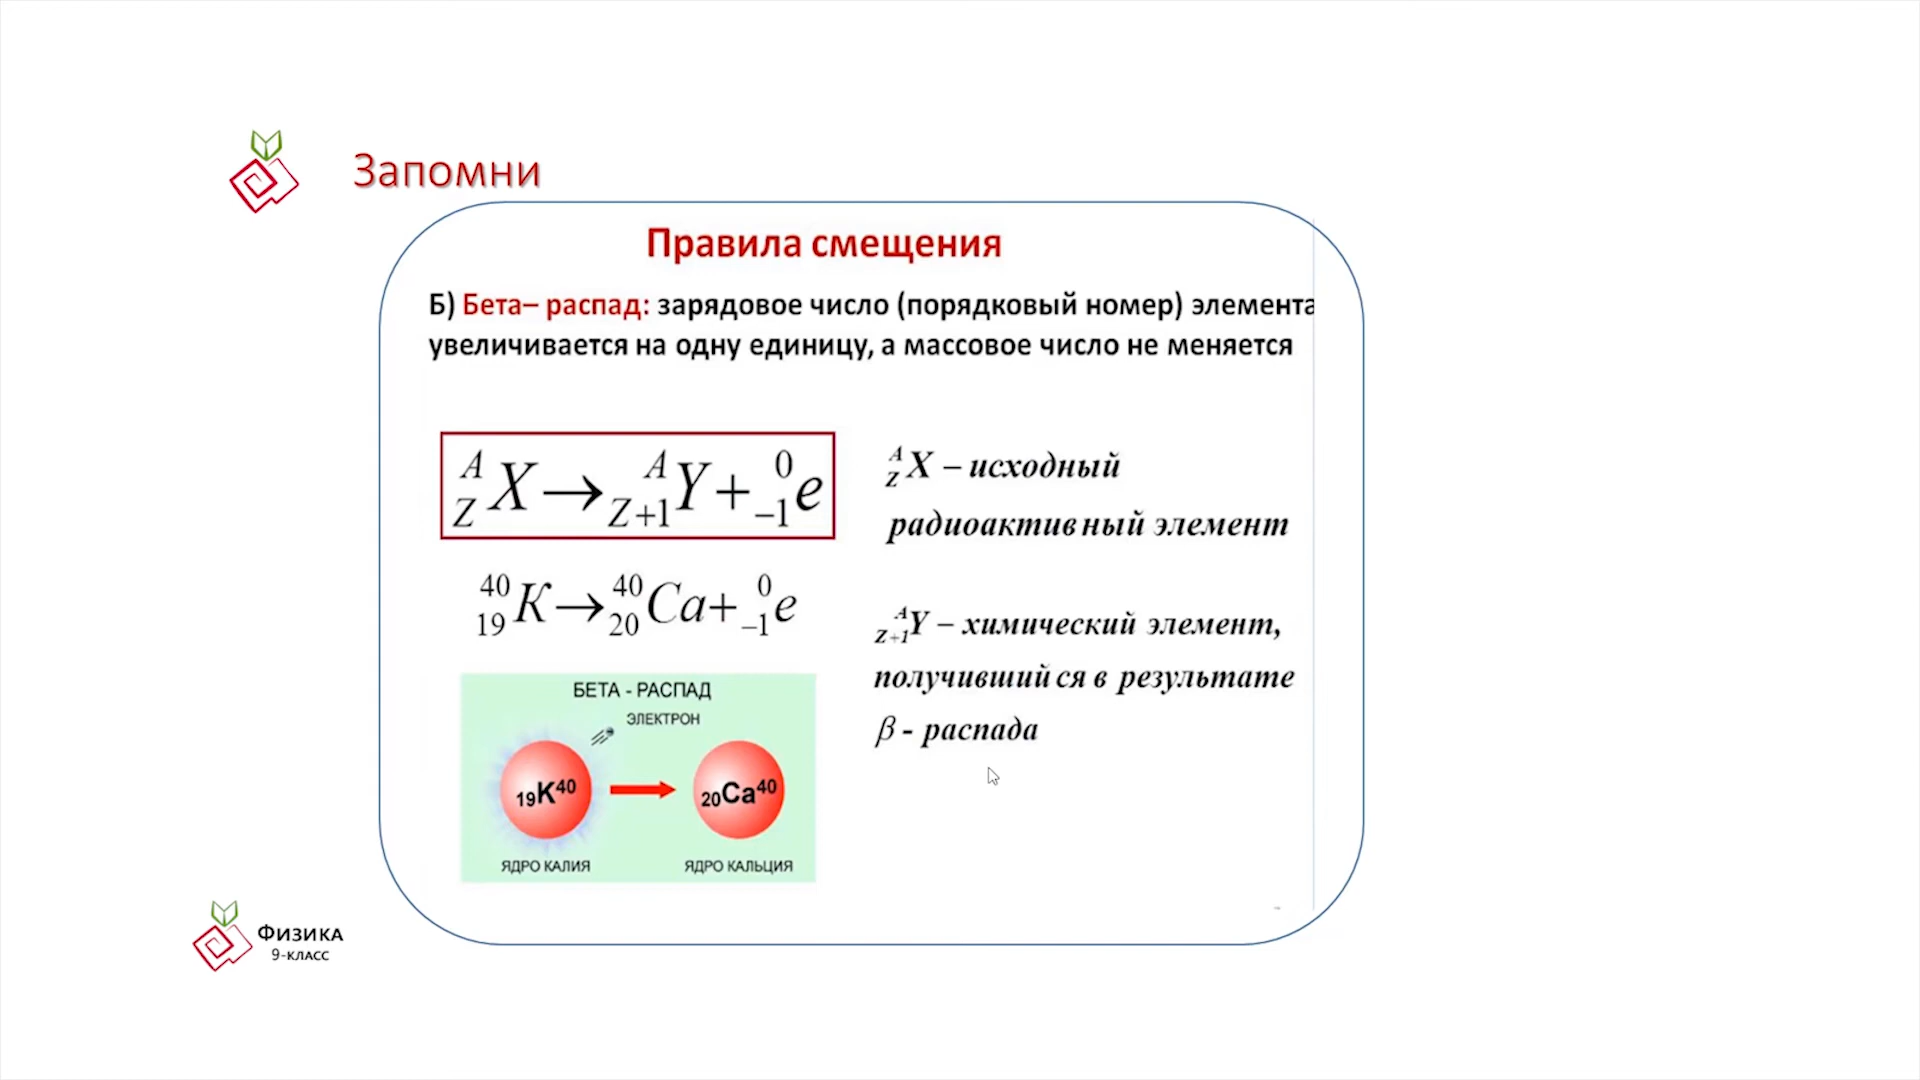 Запомни
Правила смещения
Б) Бета– распад: зарядовое число (порядковый номер) элемента
увеличивается на одну единицу, а массовое число не меняется
A Z X → A Z+1 Y + 0 –1 e
A Z X – исходный
радиоактивный элемент
40 19 K → 40 20 Ca + 0 –1 e
A Z+1 Y – химический элемент,
получившийся в результате
β - распада
БЕТА - РАСПАД
ЭЛЕКТРОН
19K40
20Ca40
ЯДРО КАЛИЯ
ЯДРО КАЛЬЦИЯ
Физика
9-класс